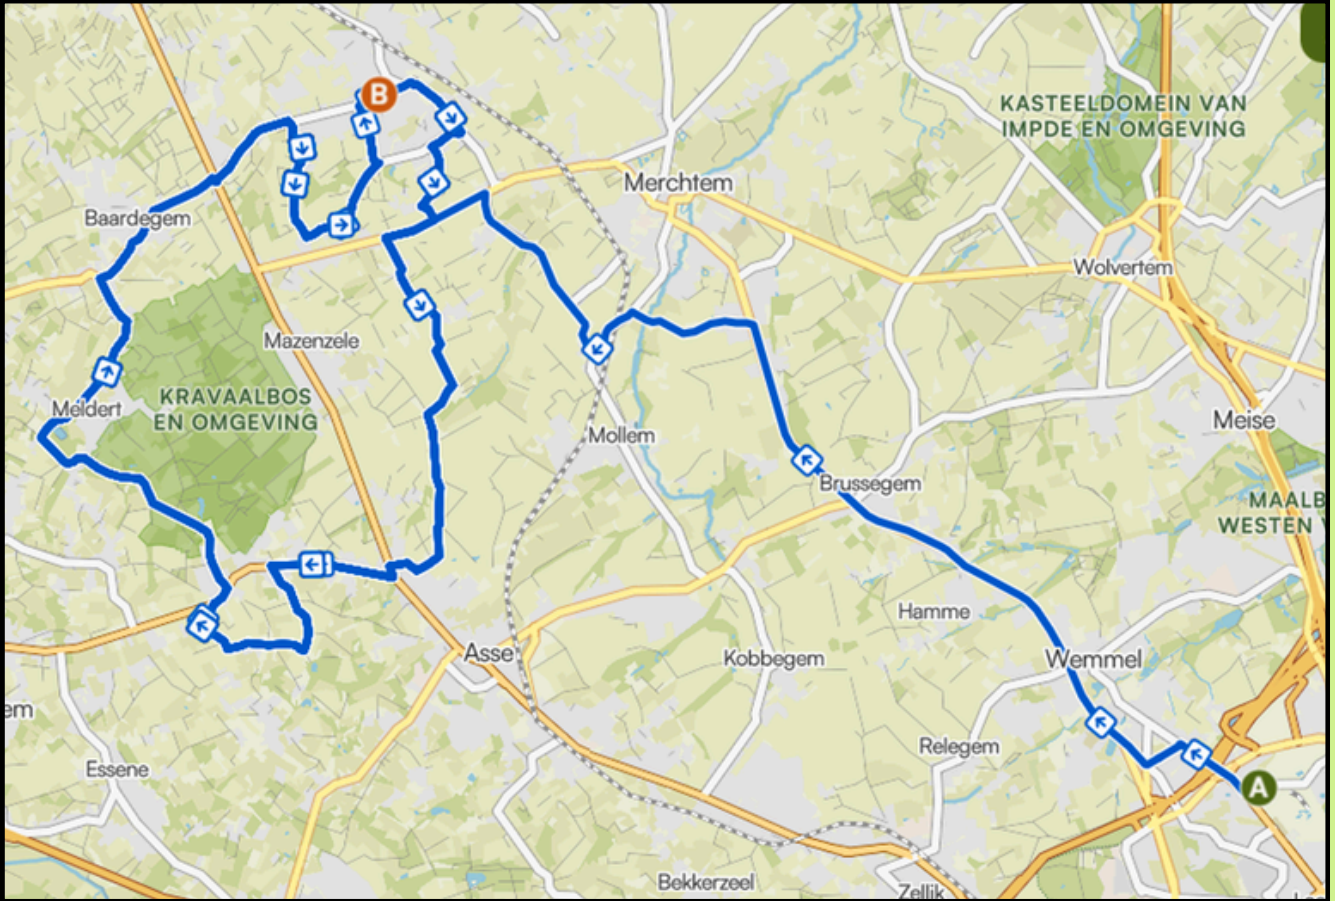 B
KASTEELDOMEIN VAN
IMPDE EN OMGEVING
Merchtem
Baardegem
Wolvertem
Mazenzele
KRAVAALBOS
EN OMGEVING
Meldert
Meise
Mollem
Brussegem
MAALB
WESTEN V
Hamme
Asse
Kobbegem
Wemmel
em
Relegem
Essene
A
Bekkerzeel
Zellik